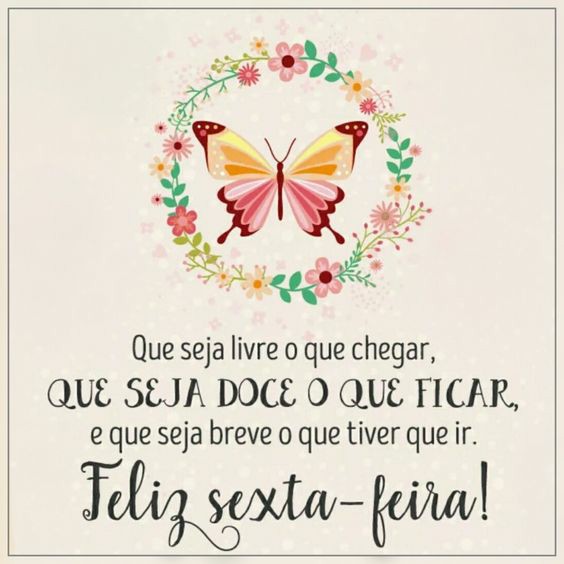 Que seja livre o que chegar,
QUE SEJA DOCE O QUE FICAR,
e que seja breve o que tiver que ir.
Feliz sexta-feira!